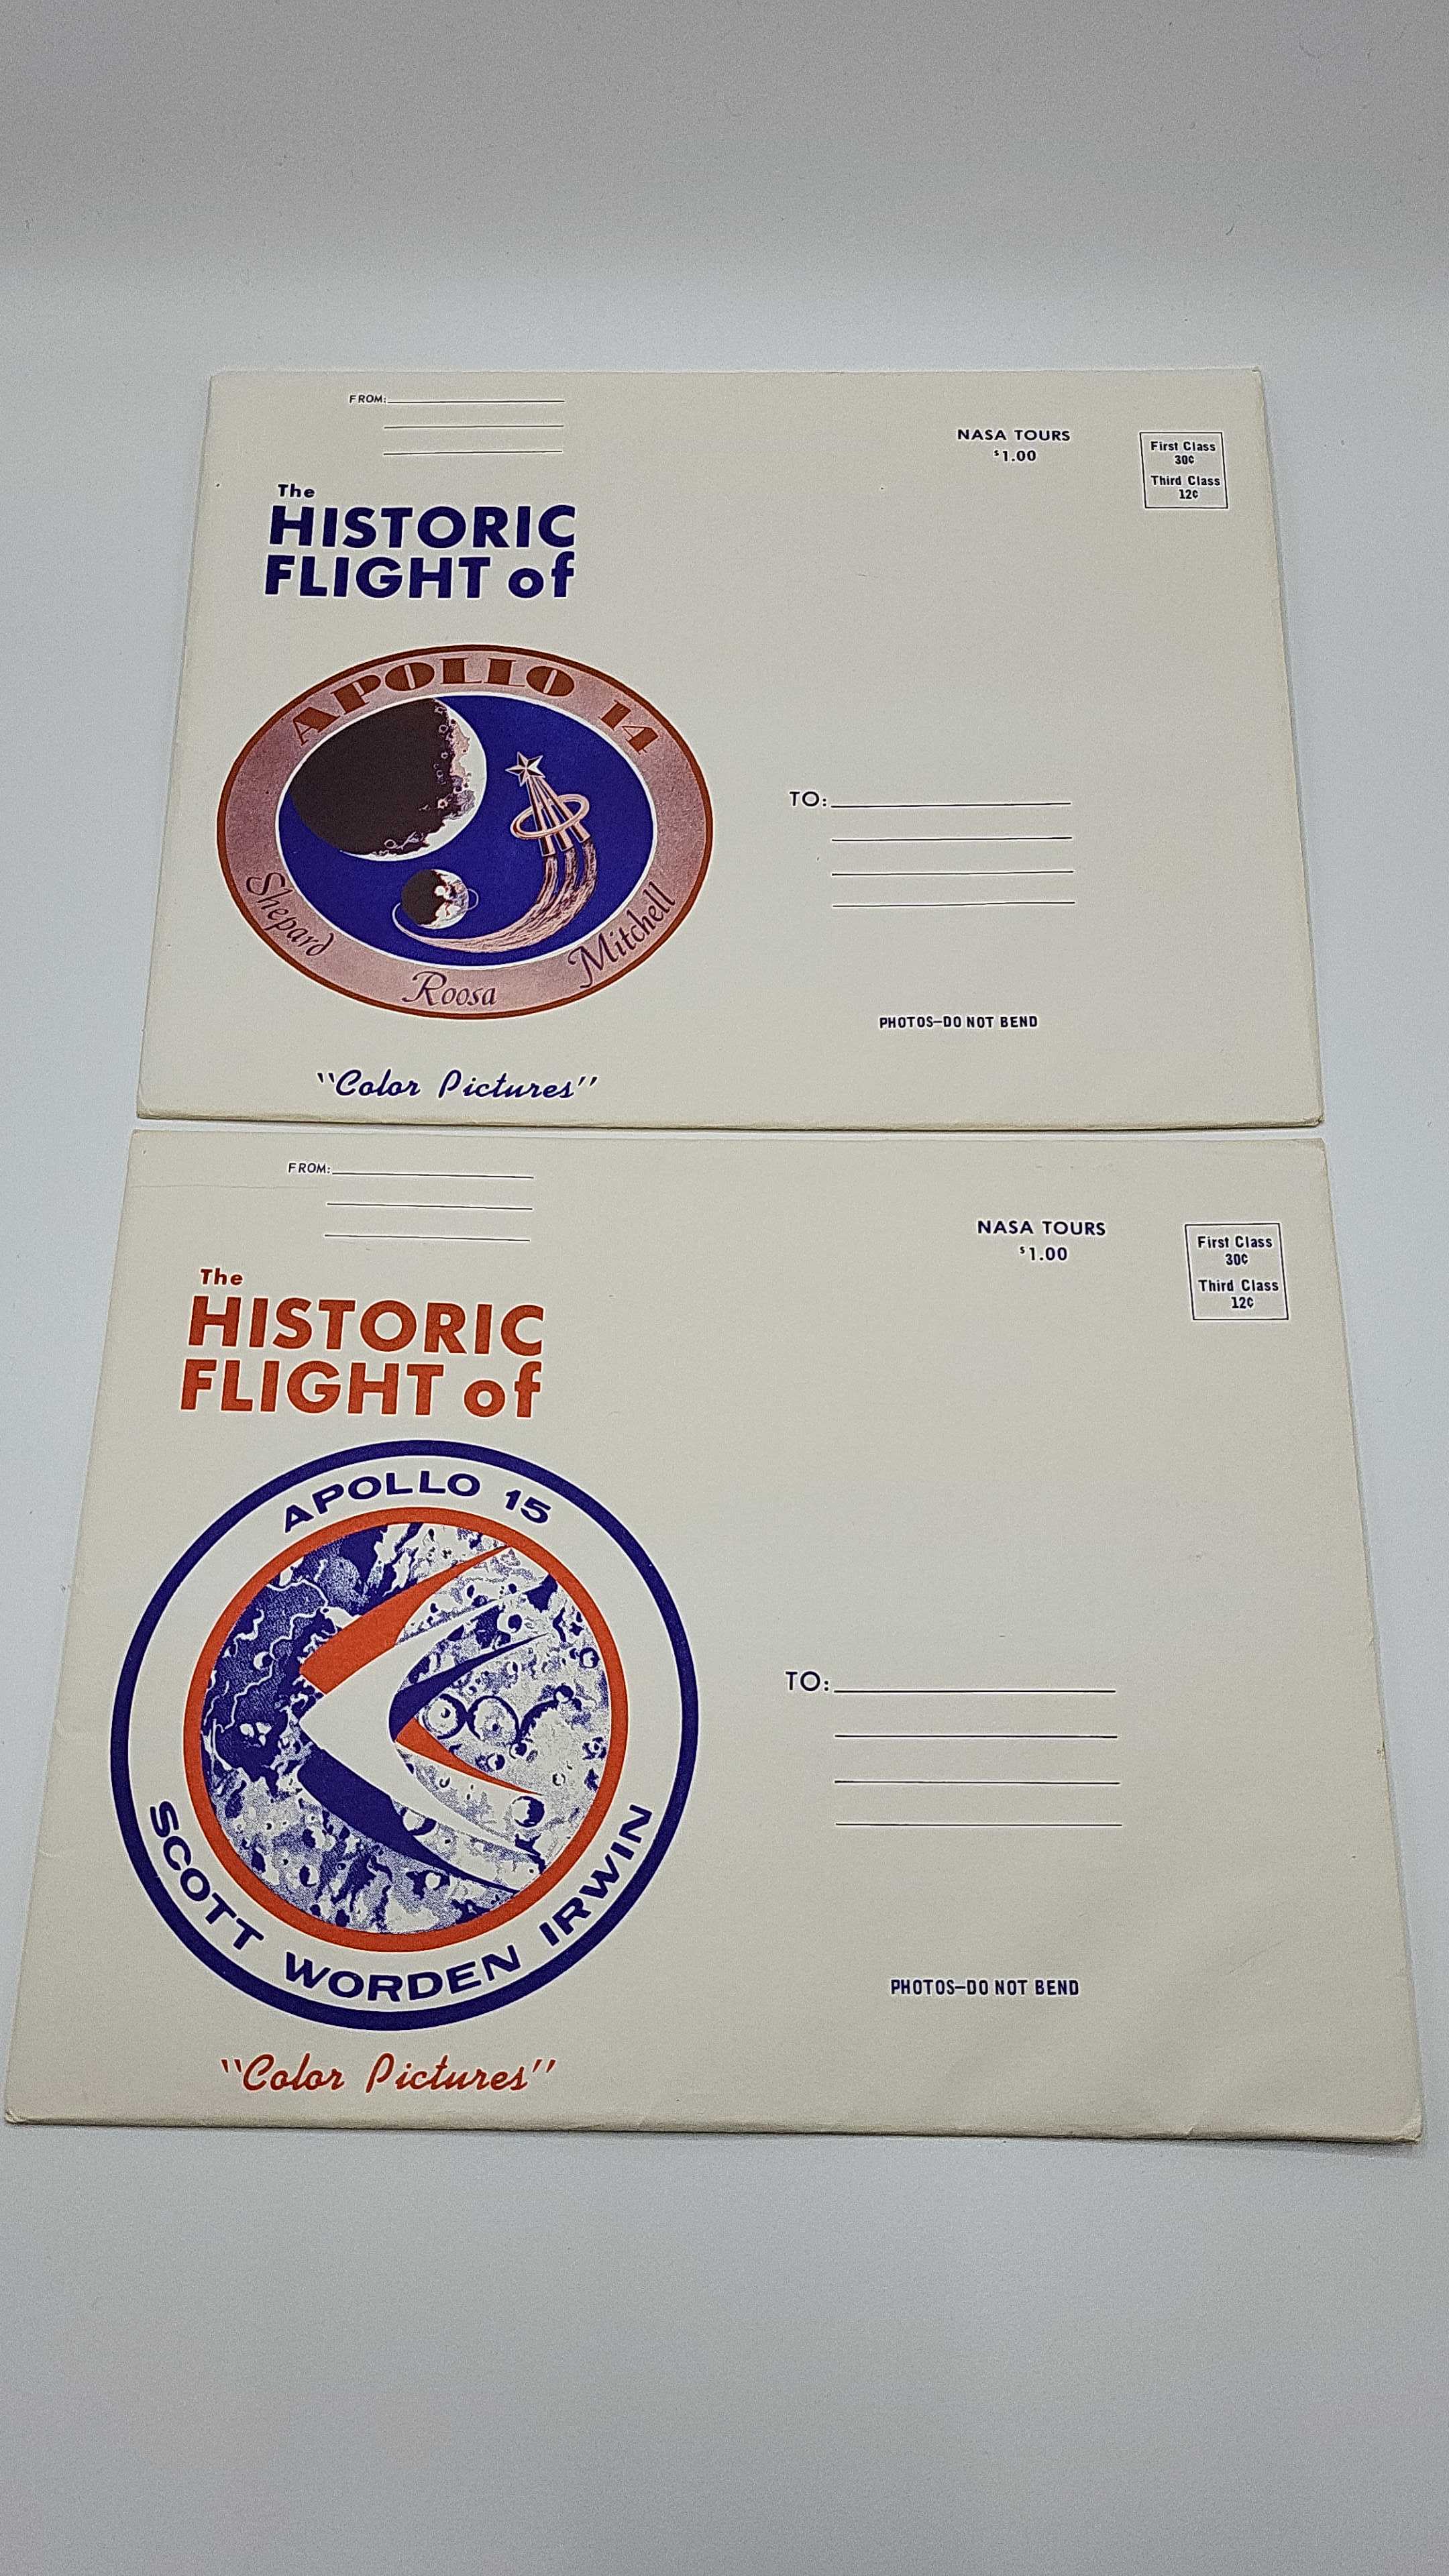 FROM:
NASA TOURS
$1.00
First Class
30¢
Third Class
12¢
The
HISTORIC
FLIGHT of
APOLLO 14
Shepard
Roosa
Mitchell
TO:
PHOTOS—DO NOT BEND
"Color Pictures"
FROM:
NASA TOURS
$1.00
First Class
30¢
Third Class
12¢
The
HISTORIC
FLIGHT of
APOLLO 15
SCOTT WORDEN IRWIN
TO:
PHOTOS—DO NOT BEND
"Color Pictures"